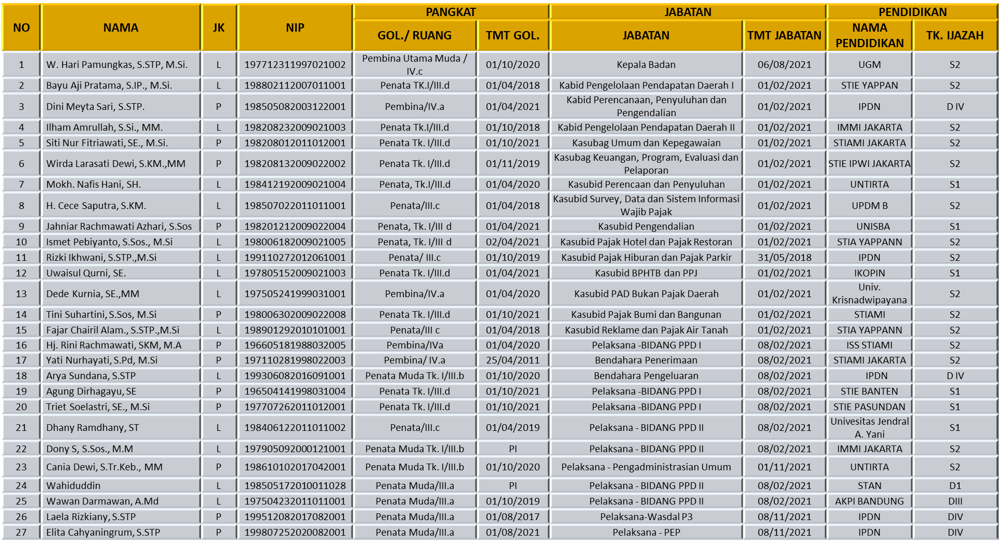 NO NAMA JK NIP PANGKAT JABATAN PENDIDIKAN
GOL./ RUANG TMT GOL. JABATAN TMT JABATAN NAMA PENDIDIKAN TK. IJAZAH
1 W. Hari Pamungkas, S.STP, M.Si. L 197712311997021002 Pembina Utama Muda / IV.c 01/10/2020 Kepala Badan 06/08/2021 UGM S2
2 Bayu Aji Pratama, S.IP., M.Si. L 198802112007011001 Penata TK.I/III.d 01/04/2018 Kabid Pengelolaan Pendapatan Daerah I 01/02/2021 STIE YAPPAN S2
3 Dini Meyta Sari, S.STP. P 198505082003122001 Pembina/IV.a 01/04/2021 Kabid Perencanaan, Penyuluhan dan Pengendalian 01/02/2021 IPDN D IV
4 Ilham Amrullah, S.Si., MM. L 198208232009021003 Penata Tk.I/III.d 01/10/2018 Kabid Pengelolaan Pendapatan Daerah II 01/02/2021 IMMI JAKARTA S2
5 Siti Nur Fitriawati, SE., M.Si. P 198208012011012001 Penata Tk. I/III.d 01/10/2021 Kasubag Umum dan Kepegawaian 01/02/2021 STIAMI JAKARTA S2
6 Wirda Larasati Dewi, S.KM.,MM P 198208132009022002 Penata Tk. I/III.d 01/11/2019 Kasubag Keuangan, Program, Evaluasi dan Pelaporan 01/02/2021 STIE IPWI JAKARTA S2
7 Mokh. Nafis Hani, SH. L 198412192009021004 Penata, Tk.I/III.d 01/04/2020 Kasubid Perencaan dan Penyuluhan 01/02/2021 UNTIRTA S1
8 H. Cece Saputra, S.KM. L 198507022011011001 Penata/III.c 01/04/2018 Kasubid Survey, Data dan Sistem Informasi Wajib Pajak 01/02/2021 UPDM B S2
9 Jahniar Rachmawati Azhari, S.Sos P 198201212009022004 Penata, Tk. I/III d 01/04/2021 Kasubid Pengendalian 01/02/2021 UNISBA S1
10 Ismet Pebiyanto, S.Sos., M.Si L 198006182009021005 Penata, Tk. I/III d 02/04/2021 Kasubid Pajak Hotel dan Pajak Restoran 01/02/2021 STIA YAPPANN S2
11 Rizki Ikhwani, S.STP.,M.Si L 199110272012061001 Penata/ III.c 01/10/2019 Kasubid Pajak Hiburan dan Pajak Parkir 31/05/2018 IPDN S2
12 Uwaisul Qurni, SE. L 197805152009021003 Penata Tk. I/III.d 01/04/2021 Kasubid BPHTB dan PPJ 01/02/2021 IKOPIN S1
13 Dede Kurnia, SE.,MM L 197505241999031001 Pembina/IV.a 01/04/2020 Kasubid PAD Bukan Pajak Daerah 01/02/2021 Univ. Krisnadwipayana S2
14 Tini Suhartini, S.Sos, M.Si P 198006302009022008 Penata Tk. I/III.d 01/10/2021 Kasubid Pajak Bumi dan Bangunan 01/02/2021 STIAMI S2
15 Fajar Chairil Alam., S.STP.,M.Si L 198901292010101001 Penata/III c 01/04/2018 Kasubid Reklame dan Pajak Air Tanah 01/02/2021 STIA YAPPANN S2
16 Hj. Rini Rachmawati, SKM, M.A P 196605181988032005 Pembina/IVa 01/04/2020 Pelaksana -BIDANG PPD I 08/02/2021 ISS STIAMI S2
17 Yati Nurhayati, S.Pd, M.Si P 197110281998022003 Pembina/ IV.a 25/04/2011 Bendahara Penerimaan 08/02/2021 STIAMI JAKARTA S2
18 Arya Sundana, S.STP L 199306082016091001 Penata Muda Tk. I/III.b 01/10/2020 Bendahara Pengeluaran 08/02/2021 IPDN D IV
19 Agung Dirhagayu, SE P 196504141998031004 Penata Tk. I/III.d 01/10/2021 Pelaksana -BIDANG PPD I 08/02/2021 STIE BANTEN S1
20 Triet Soelastri, SE., M.Si P 197707262011012001 Penata Tk. I/III.d 01/10/2021 Pelaksana -BIDANG PPD I 08/02/2021 STIE PASUNDAN S1
21 Dhany Ramdhany, ST L 198406122011011002 Penata/III.c 01/04/2019 Pelaksana - BIDANG PPD II 08/02/2021 Univesitas Jendral A. Yani S1
22 Dony S, S.Sos., M.M L 197905092000121001 Penata Muda Tk. I/III.b PI Pelaksana - BIDANG PPD II 08/02/2021 IMMI JAKARTA S2
23 Cania Dewi, S.Tr.Keb., MM P 198610102017042001 Penata Muda Tk. I/III.b 01/10/2020 Pelaksana - Pengadministrasian Umum 01/11/2021 UNTIRTA S2
24 Wahiduddin L 198505172010011028 Penata Muda/III.a PI Pelaksana - BIDANG PPD II 08/02/2021 STAN D1
25 Wawan Darmawan, A.Md L 197504232011011001 Penata Muda/III.a 01/10/2019 Pelaksana - BIDANG PPD II 08/02/2021 AKPI BANDUNG DIII
26 Laela Rizkiany, S.STP P 199512082017082001 Penata Muda/III.a 01/08/2017 Pelaksana-Wasdal P3 08/11/2021 IPDN DIV
27 Elita Cahyaningrum, S.STP P 199807252020082001 Penata Muda/III.a 01/08/2021 Pelaksana - PEP 08/11/2021 IPDN DIV